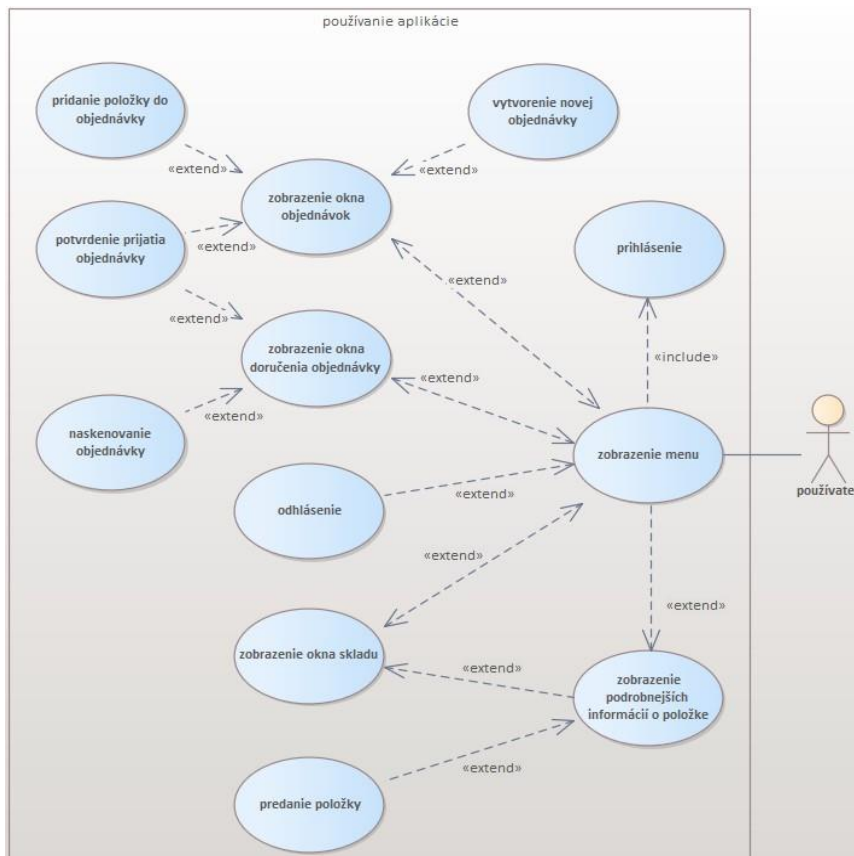 používanie aplikácie
pridanie položky do
objednávky
vytvorenie novej
objednávky
«extend»
«extend»
zobrazenie okna
objednávok
potvrdenie prijatia
objednávky
«extend»
prihlásenie
«extend»
«extend»
zobrazenie okna
doručenia objednávky
«include»
«extend»
«extend»
naskenovanie
objednávky
zobrazenie menu
používate
odhlásenie
«extend»
«extend»
«extend»
zobrazenie okna skladu
«extend»
zobrazenie
podrobnejších
informácií o položke
«extend»
predanie položky